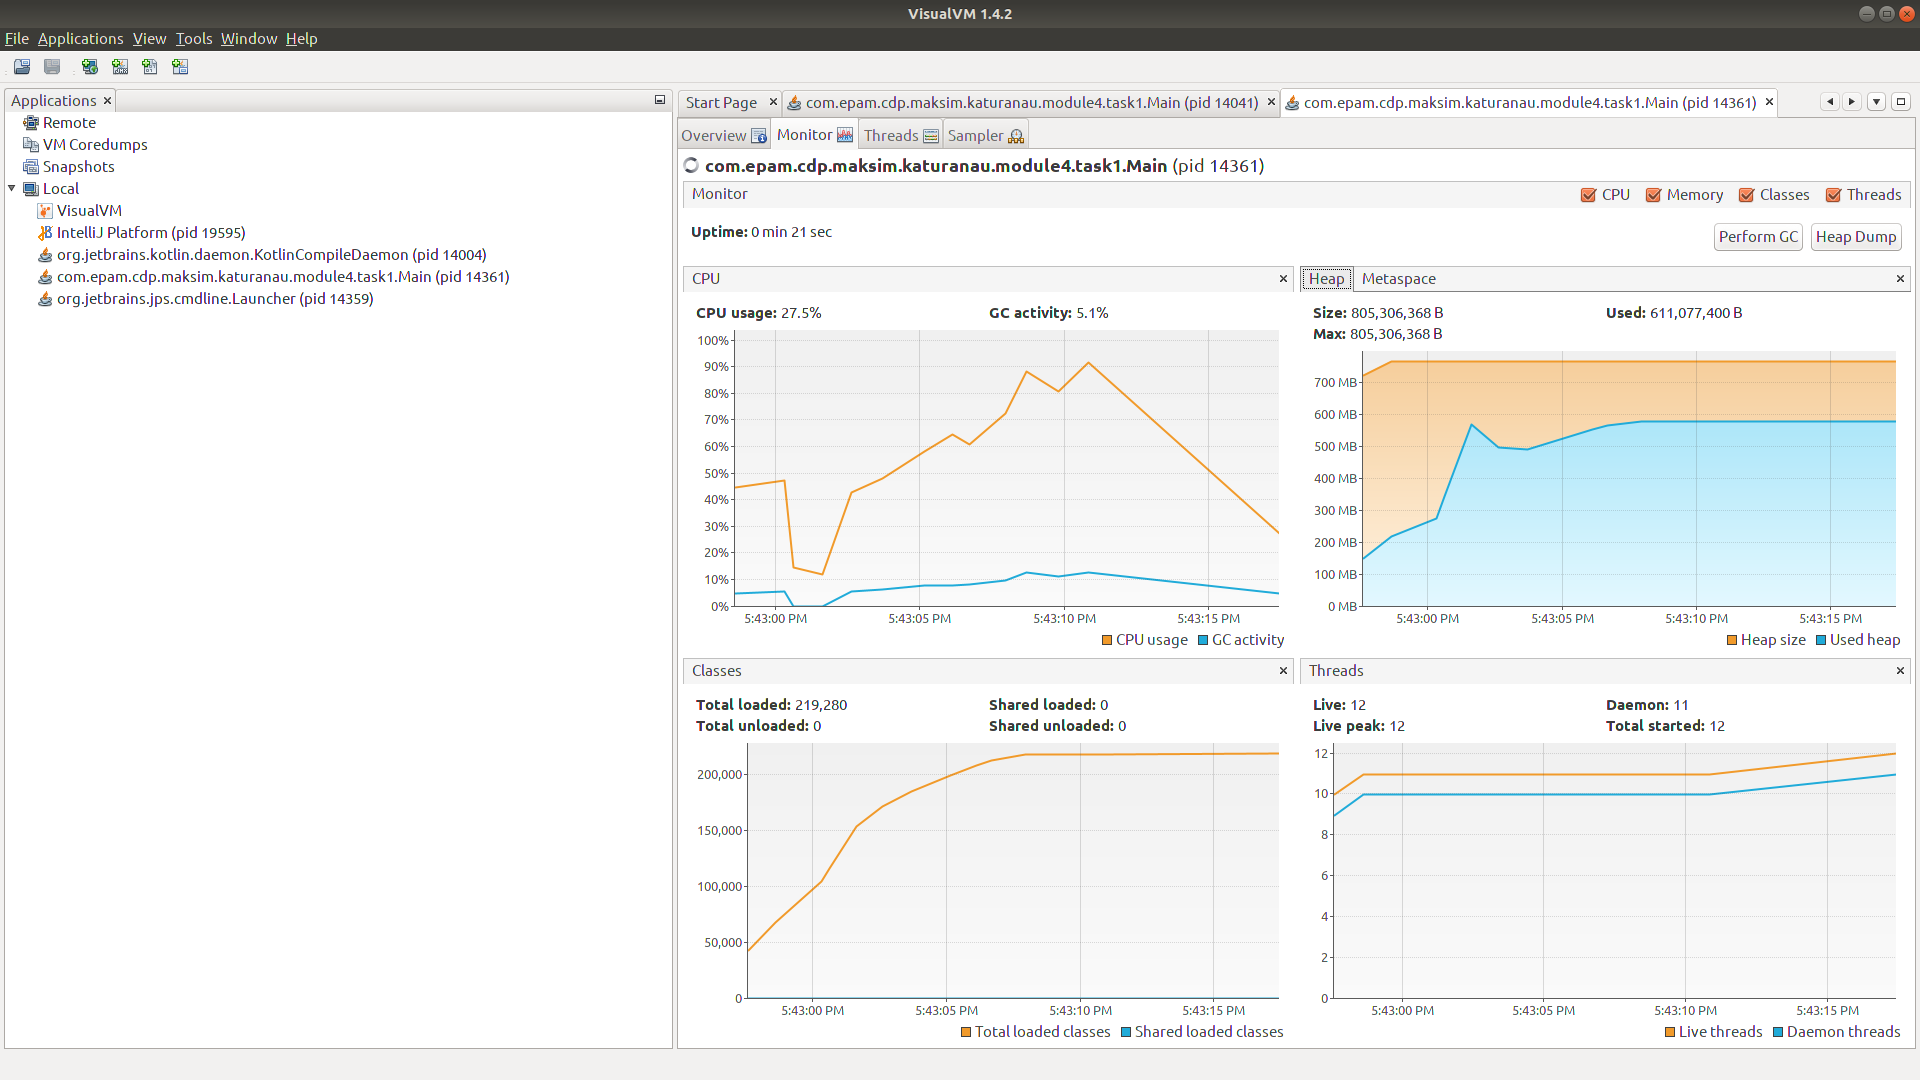 VisualVM 1.4.2
File Applications View Tools Window Help
Applications
Remote
VM Coredumps
Snapshots
Local
VisualVM
IntelliJ Platform (pid 19595)
org.jetbrains.kotlin.daemon.KotlinCompileDaemon (pid 14004)
com.epam.cdp.maksim.katuranau.module4.task1.Main (pid 14361)
org.jetbrains.jps.cmdline.Launcher (pid 14359)
Start Page com.epam.cdp.maksim.katuranau.module4.task1.Main (pid 14041) com.epam.cdp.maksim.katuranau.module4.task1.Main (pid 14361)
Overview Monitor Threads Sampler
com.epam.cdp.maksim.katuranau.module4.task1.Main (pid 14361)
Monitor CPU Memory Classes Threads
Uptime: 0 min 21 sec
Perform GC Heap Dump
CPU
CPU usage: 27.5% GC activity: 5.1%
100%
90%
80%
70%
60%
50%
40%
30%
20%
10%
0%
5:43:00 PM 5:43:05 PM 5:43:10 PM 5:43:15 PM
CPU usage GC activity
Heap Metaspace
Size: 805,306,368 B Used: 611,077,400 B
Max: 805,306,368 B
700 MB
600 MB
500 MB
400 MB
300 MB
200 MB
100 MB
0 MB
5:43:00 PM 5:43:05 PM 5:43:10 PM 5:43:15 PM
Heap size Used heap
Classes
Total loaded: 219,280 Shared loaded: 0
Total unloaded: 0 Shared unloaded: 0
200,000
150,000
100,000
50,000
0
5:43:00 PM 5:43:05 PM 5:43:10 PM 5:43:15 PM
Total loaded classes Shared loaded classes
Threads
Live: 12 Daemon: 11
Live peak: 12 Total started: 12
12
10
8
6
4
2
0
5:43:00 PM 5:43:05 PM 5:43:10 PM 5:43:15 PM
Live threads Daemon threads